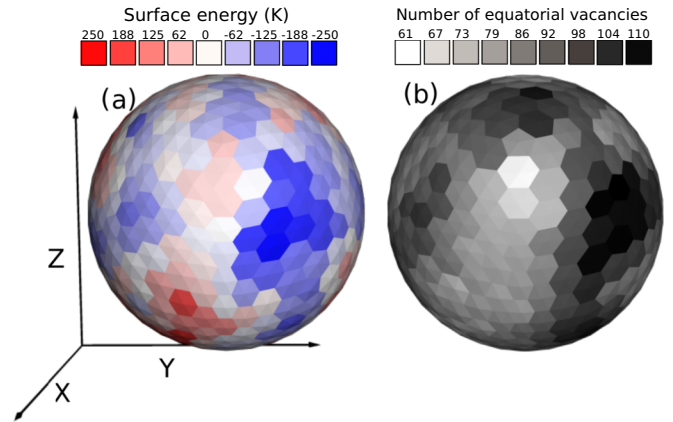 Surface energy (K)
250 188 125 62 0 -62 -125 -188 -250
Number of equatorial vacancies
61 67 73 79 86 92 98 104 110
(a)
(b)
Z
Y
X